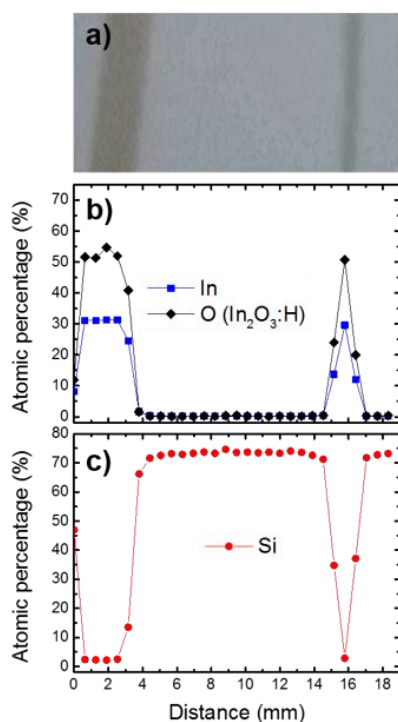 a)
Atomic percentage (%)
70
60
50
40
30
20
10
0
b)
In
O (In₂O₃:H)
Atomic percentage (%)
80
70
60
50
40
30
20
10
0
c)
Si
0 2 4 6 8 10 12 14 16 18
Distance (mm)